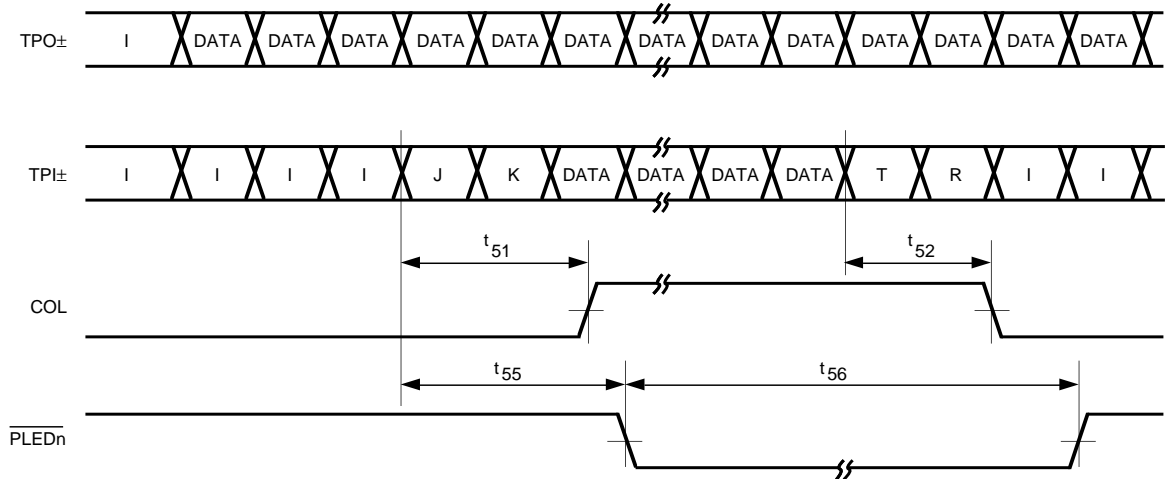 TPO± I DATA DATA DATA DATA DATA DATA DATA DATA DATA DATA DATA DATA DATA
TPI± I I I I J K DATA DATA DATA DATA T R I I
t51 t52
COL
t55 t56
PLEDn